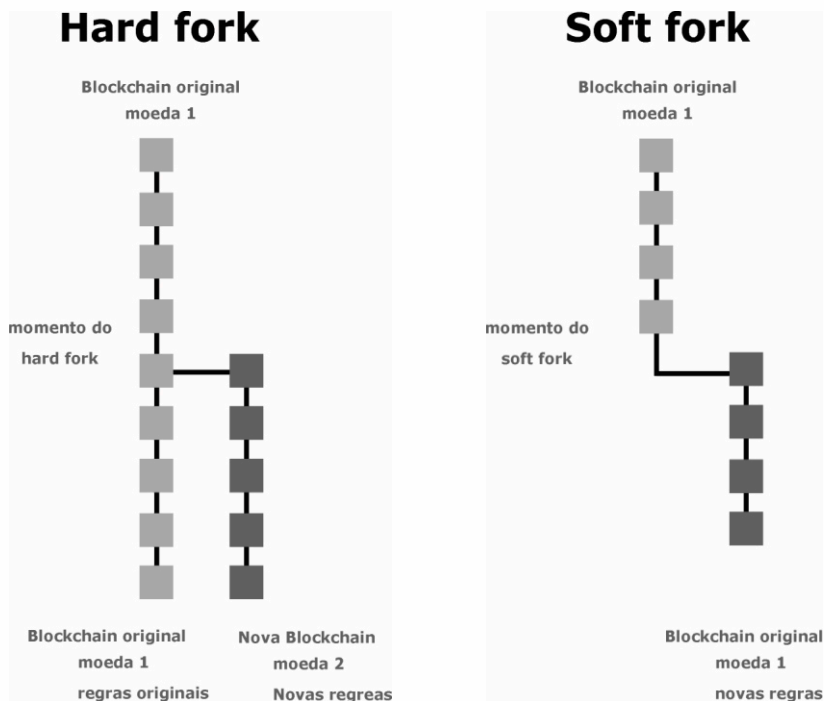 Hard fork
Blockchain original
moeda 1
momento do
hard fork
Blockchain original
moeda 1
regras originais
Nova Blockchain
moeda 2
Novas regreas
Soft fork
Blockchain original
moeda 1
momento do
soft fork
Blockchain original
moeda 1
novas regras